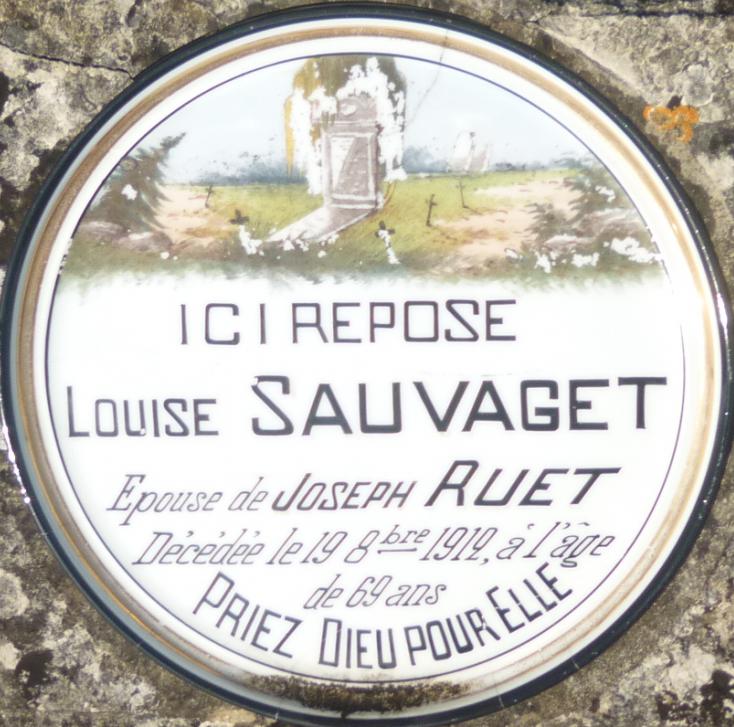 ICI REPOSE
LOUISE SAUVAGET
Epouse de JOSEPH RUET
Décédée le 19 8bre 1912, à l'âge
de 69 ans
PRIEZ DIEU POUR ELLE